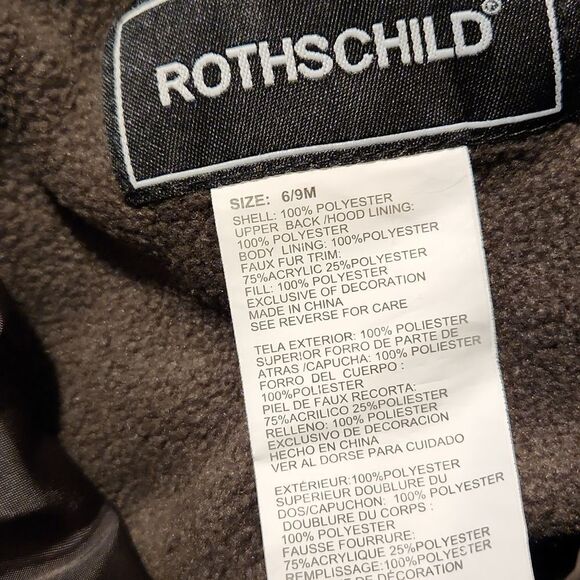 ROTHSCHILD®
SIZE: 6/9M
SHELL: 100% POLYESTER
UPPER BACK /HOOD LINING:
100% POLYESTER
BODY LINING: 100%POLYESTER
FAUX FUR TRIM:
75%ACRYLIC 25%POLYESTER
FILL: 100% POLYESTER
EXCLUSIVE OF DECORATION
MADE IN CHINA
SEE REVERSE FOR CARE
TELA EXTERIOR: 100% POLIESTER
SUPERIOR FORRO DE PARTE DE
ATRAS /CAPUCHA: 100% POLIESTER
FORRO DEL CUERPO :
100%POLIESTER
PIEL DE FAUX RECORTA:
75%ACRILICO 25%POLIESTER
RELLENO: 100% POLIESTER
EXCLUSIVO DE DECORACION
HECHO EN CHINA
VER AL DORSE PARA CUIDADO
EXTÉRIEUR:100%POLYESTER
SUPERIEUR DOUBLURE DU
DOS/CAPUCHON: 100% POLYESTER
DOUBLURE DU CORPS :
100% POLYESTER
FAUSSE FOURRURE:
75%ACRYLIQUE 25%POLYESTER
REMPLISSAGE:100%POLYESTER
DE DÉCORATION